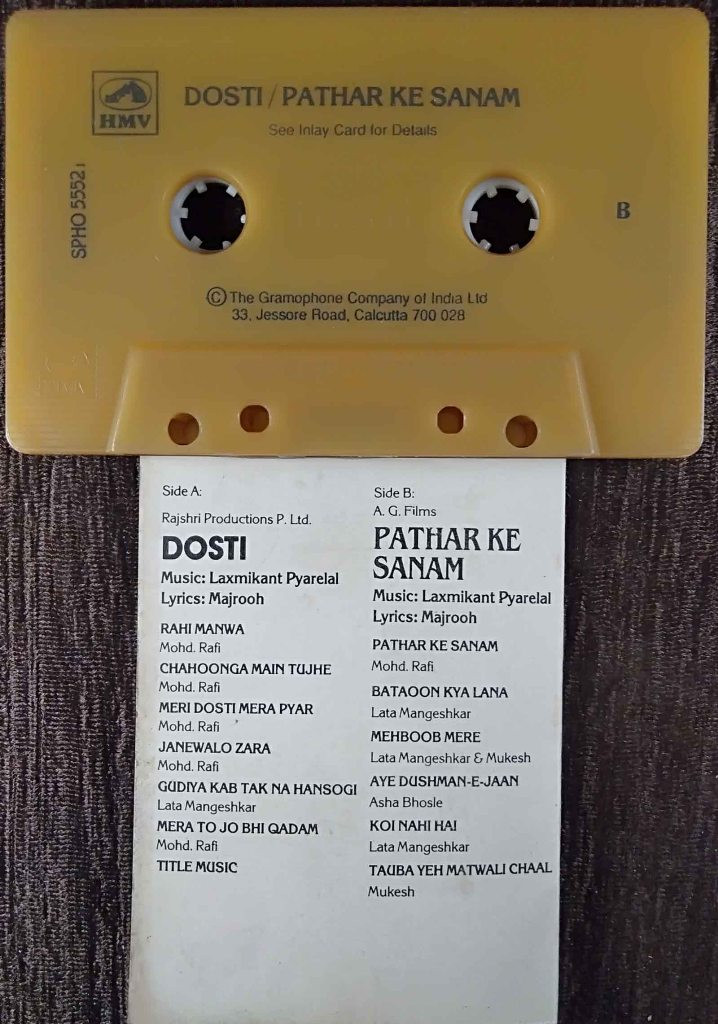 HMV
DOSTI / PATHAR KE SANAM
See Inlay Card for Details
SPHO 5552
B
© The Gramophone Company of India Ltd
33, Jessore Road, Calcutta 700 028
Side A:
Rajshri Productions P. Ltd.
DOSTI
Music: Laxmikant Pyarelal
Lyrics: Majrooh
RAHI MANWA
Mohd. Rafi
CHAHOONGA MAIN TUJHE
Mohd. Rafi
MERI DOSTI MERA PYAR
Mohd. Rafi
JANEWALO ZARA
Mohd. Rafi
GUDIYA KAB TAK NA HANSOGI
Lata Mangeshkar
MERA TO JO BHI QADAM
Mohd. Rafi
TITLE MUSIC
Side B:
A. G. Films
PATHAR KE
SANAM
Music: Laxmikant Pyarelal
Lyrics: Majrooh
PATHAR KE SANAM
Mohd. Rafi
BATAOON KYA LANA
Lata Mangeshkar
MEHBOOB MERE
Lata Mangeshkar & Mukesh
AYE DUSHMAN-E-JAAN
Asha Bhosle
KOI NAHI HAI
Lata Mangeshkar
TAUBA YEH MATWALI CHAAL
Mukesh